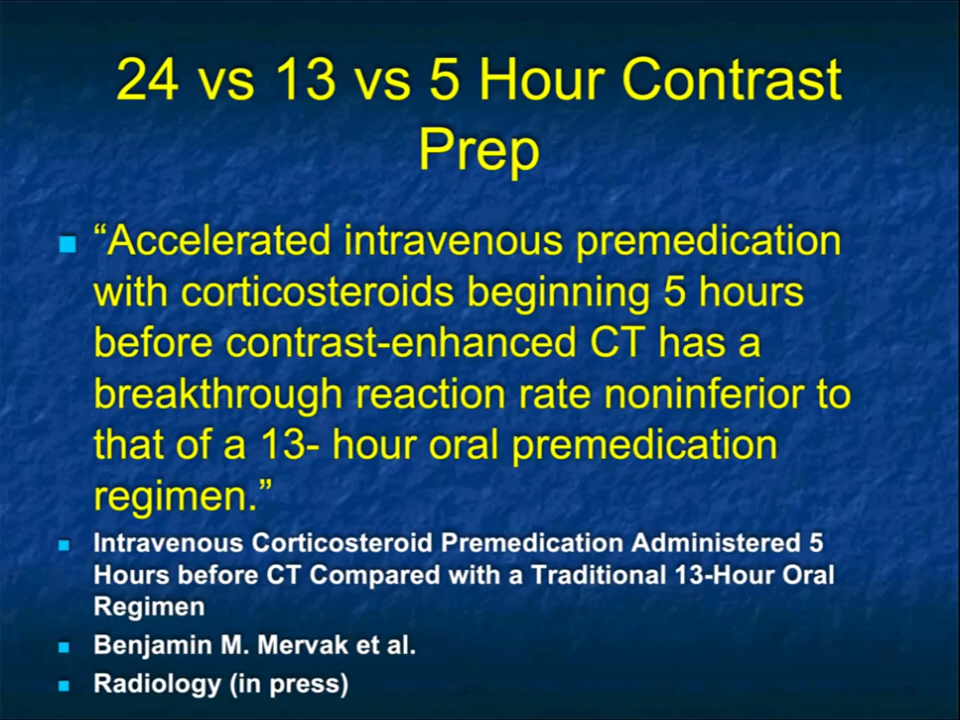 24 vs 13 vs 5 Hour Contrast
Prep
“Accelerated intravenous premedication
with corticosteroids beginning 5 hours
before contrast-enhanced CT has a
breakthrough reaction rate noninferior to
that of a 13- hour oral premedication
regimen.”
Intravenous Corticosteroid Premedication Administered 5
Hours before CT Compared with a Traditional 13-Hour Oral
Regimen
Benjamin M. Mervak et al.
Radiology (in press)